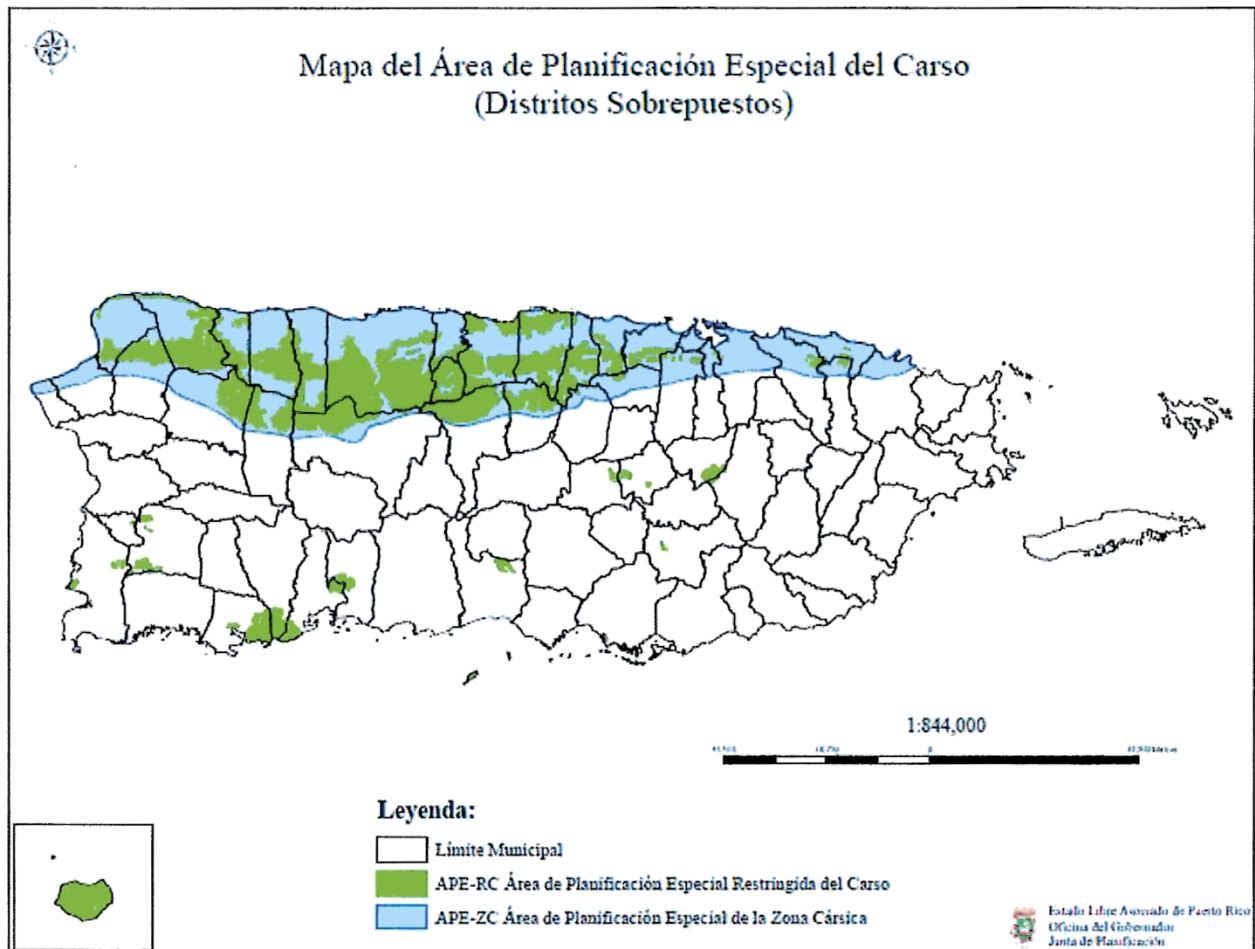 Mapa del Área de Planificación Especial del Carso
(Distritos Sobrepuestos)
1:844,000
0
Leyenda:
Límite Municipal
APE-RC Área de Planificación Especial Restringida del Carso
APE-ZC Área de Planificación Especial de la Zona Cársica
Estado Libre Asociado de Puerto Rico
Oficina del Gobernador
Junta de Planificación